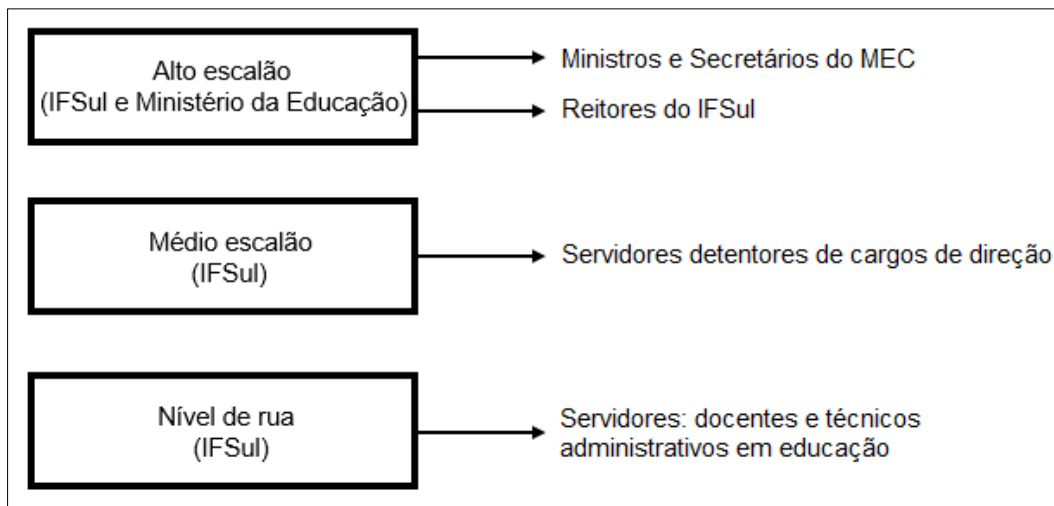 Alto escalão
(IFSul e Ministério da Educação)
Ministros e Secretários do MEC
Reitores do IFSul
Médio escalão
(IFSul)
Servidores detentores de cargos de direção
Nível de rua
(IFSul)
Servidores: docentes e técnicos
administrativos em educação